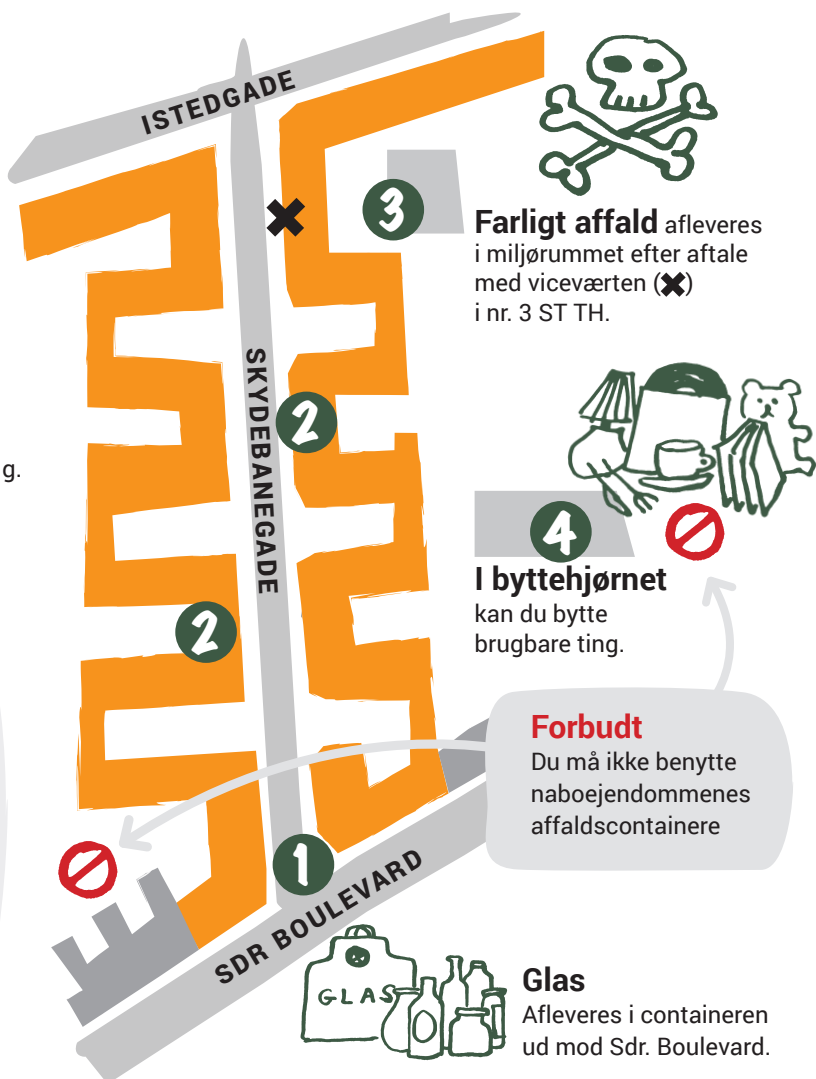 ISTEDGADE
3
Farligt affald afleveres
i miljørummet efter aftale
med viceværten (✖)
i nr. 3 ST TH.
SKYDEBANEGADE
2
g.
4
I byttehjørnet
kan du bytte
brugbare ting.
2
Forbudt
Du må ikke benytte
naboejendommenes
affaldscontainere
1
SDR BOULEVARD
GLAS
Glas
Afleveres i containeren
ud mod Sdr. Boulevard.